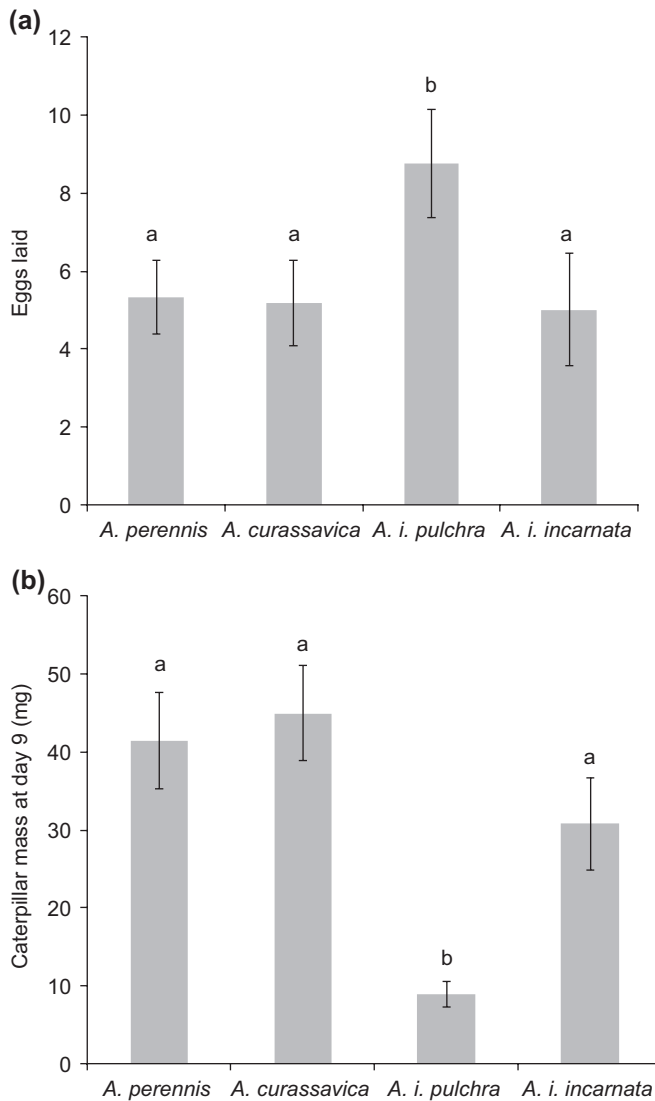 (a)
12
10
8
6
4
2
0
Eggs laid
a
a
b
a
A. perennis A. curassavica A. i. pulchra A. i. incarnata
(b)
60
50
40
30
20
10
0
Caterpillar mass at day 9 (mg)
a
a
b
a
A. perennis A. curassavica A. i. pulchra A. i. incarnata